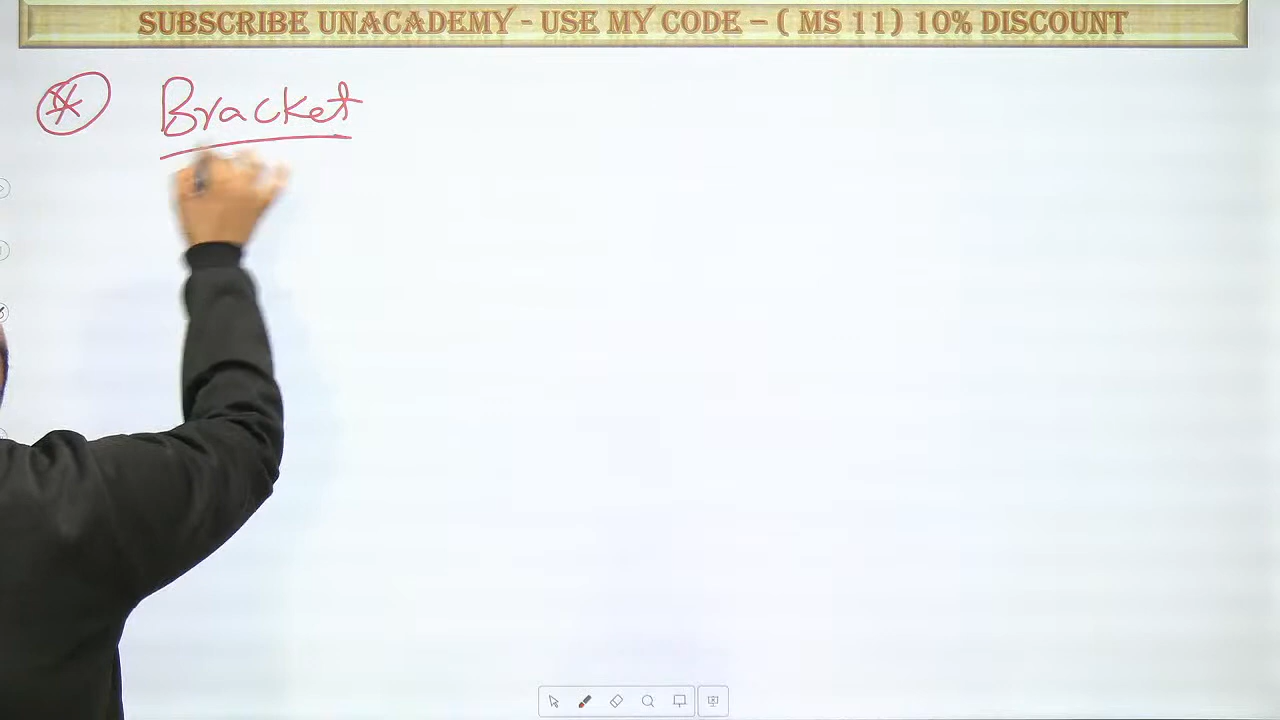 SUBSCRIBE UNACADEMY - USE MY CODE – ( MS 11) 10% DISCOUNT
Bracket